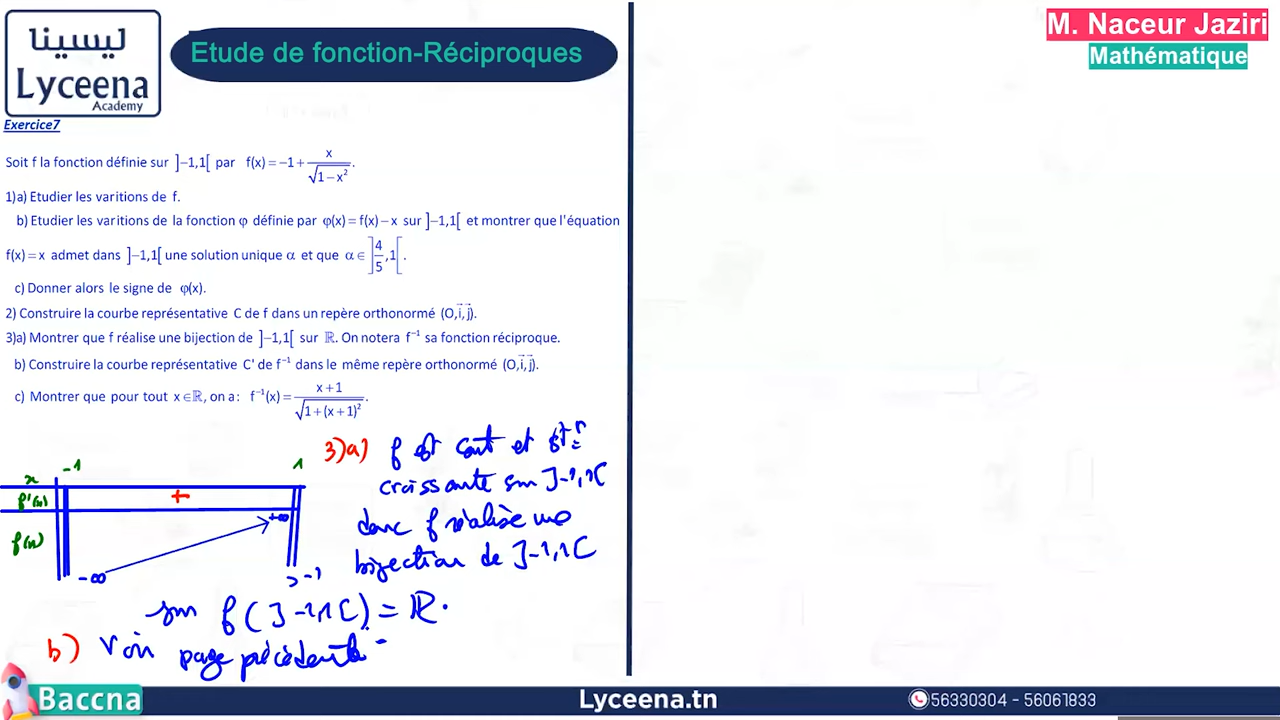 ليسينا
Lyceena
Academy
Etude de fonction-Réciproques
M. Naceur Jaziri
Mathématique
Exercice7
Soit f la fonction définie sur ]−1,1[ par f(x) = −1 + x/√(1−x²).
1)a) Etudier les varitions de f.
b) Etudier les varitions de la fonction φ définie par φ(x) = f(x) − x sur ]−1,1[ et montrer que l'équation
f(x) = x admet dans ]−1,1[ une solution unique α et que α ∈ ]4/5,1[.
c) Donner alors le signe de φ(x).
2) Construire la courbe représentative C de f dans un repère orthonormé (O,i⃗,j⃗).
3)a) Montrer que f réalise une bijection de ]−1,1[ sur ℝ. On notera f⁻¹ sa fonction réciproque.
b) Construire la courbe représentative C' de f⁻¹ dans le même repère orthonormé (O,i⃗,j⃗).
c) Montrer que pour tout x ∈ ℝ, on a : f⁻¹(x) = (x+1)/√(1+(x+1)²).
x -1 1
f'(x) +
f(x) -∞ +∞
3)a) f est cont et stʳ
croissante sur ]-1,1[
donc f réalise une
bijection de ]-1,1[
sur f(]-1,1[) = ℝ.
b) Voir page précédente
Baccna
Lyceena.tn
56330304 - 56061833